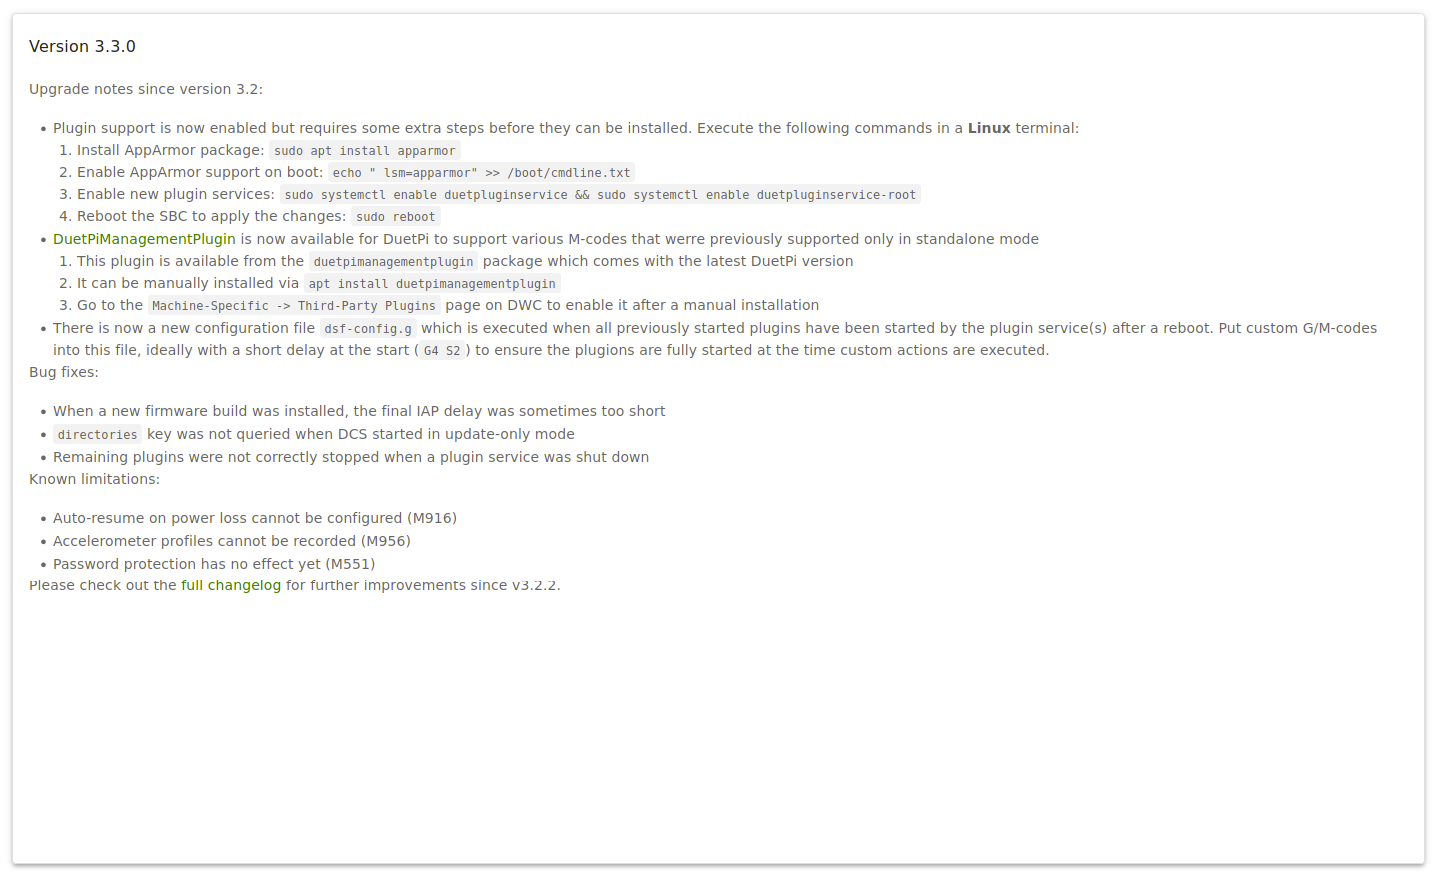 Version 3.3.0
Upgrade notes since version 3.2:
• Plugin support is now enabled but requires some extra steps before they can be installed. Execute the following commands in a Linux terminal:
1. Install AppArmor package: sudo apt install apparmor
2. Enable AppArmor support on boot: echo " lsm=apparmor" >> /boot/cmdline.txt
3. Enable new plugin services: sudo systemctl enable duetpluginservice && sudo systemctl enable duetpluginservice-root
4. Reboot the SBC to apply the changes: sudo reboot
• DuetPiManagementPlugin is now available for DuetPi to support various M-codes that werre previously supported only in standalone mode
1. This plugin is available from the duetpimanagementplugin package which comes with the latest DuetPi version
2. It can be manually installed via apt install duetpimanagementplugin
3. Go to the Machine-Specific -> Third-Party Plugins page on DWC to enable it after a manual installation
• There is now a new configuration file dsf-config.g which is executed when all previously started plugins have been started by the plugin service(s) after a reboot. Put custom G/M-codes
into this file, ideally with a short delay at the start ( G4 S2 ) to ensure the plugions are fully started at the time custom actions are executed.
Bug fixes:
• When a new firmware build was installed, the final IAP delay was sometimes too short
• directories key was not queried when DCS started in update-only mode
• Remaining plugins were not correctly stopped when a plugin service was shut down
Known limitations:
• Auto-resume on power loss cannot be configured (M916)
• Accelerometer profiles cannot be recorded (M956)
• Password protection has no effect yet (M551)
Please check out the full changelog for further improvements since v3.2.2.